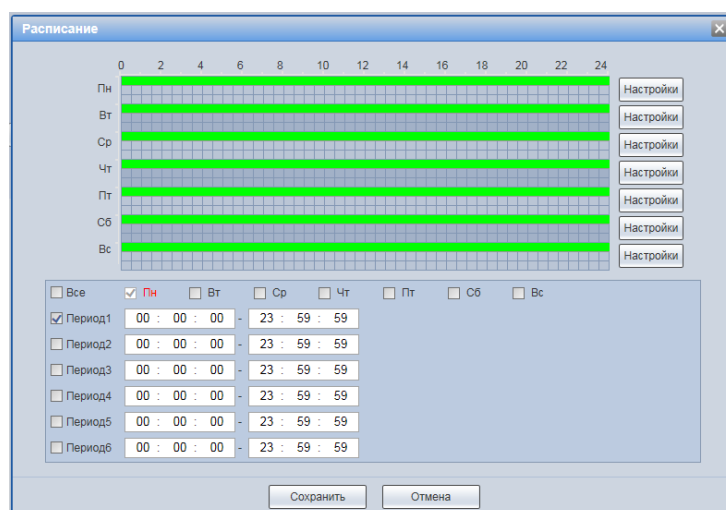 Расписание
0 2 4 6 8 10 12 14 16 18 20 22 24
Пн Настройки
Вт Настройки
Ср Настройки
Чт Настройки
Пт Настройки
Сб Настройки
Вс Настройки
Все Пн Вт Ср Чт Пт Сб Вс
Период1 00 : 00 : 00 - 23 : 59 : 59
Период2 00 : 00 : 00 - 23 : 59 : 59
Период3 00 : 00 : 00 - 23 : 59 : 59
Период4 00 : 00 : 00 - 23 : 59 : 59
Период5 00 : 00 : 00 - 23 : 59 : 59
Период6 00 : 00 : 00 - 23 : 59 : 59
Сохранить Отмена